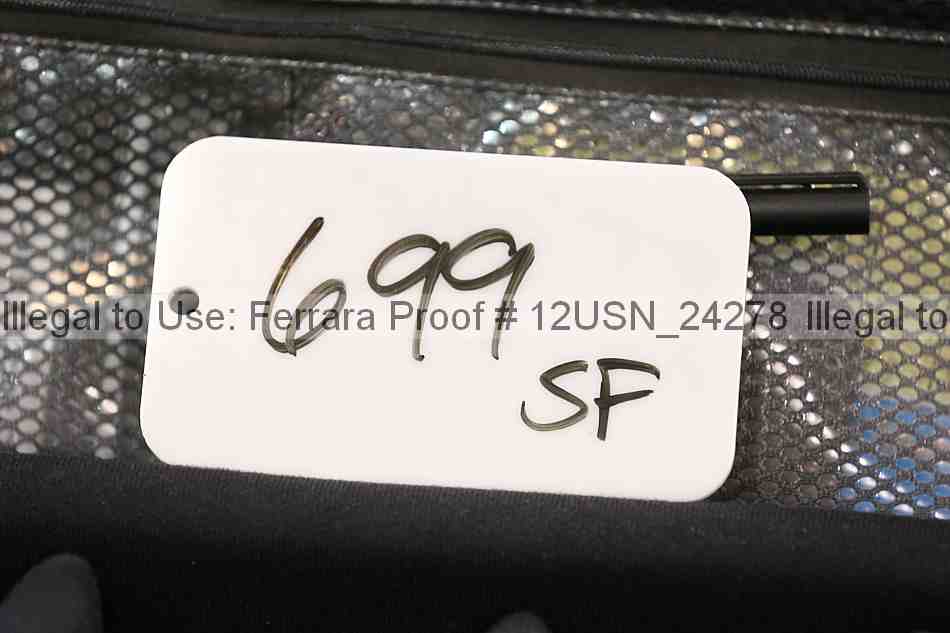 699
Illegal to Use: Ferrara Proof # 12USN_24278 Illegal to
SF